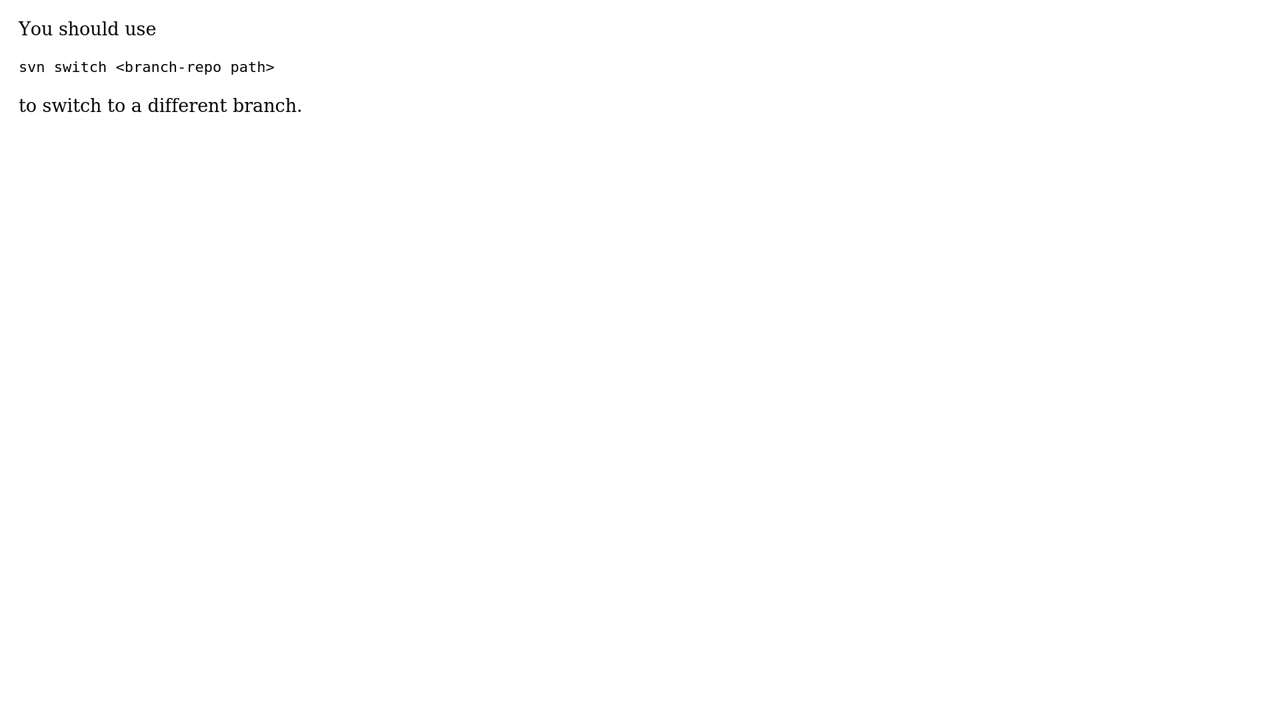 You should use
svn switch <branch-repo path>
to switch to a different branch.